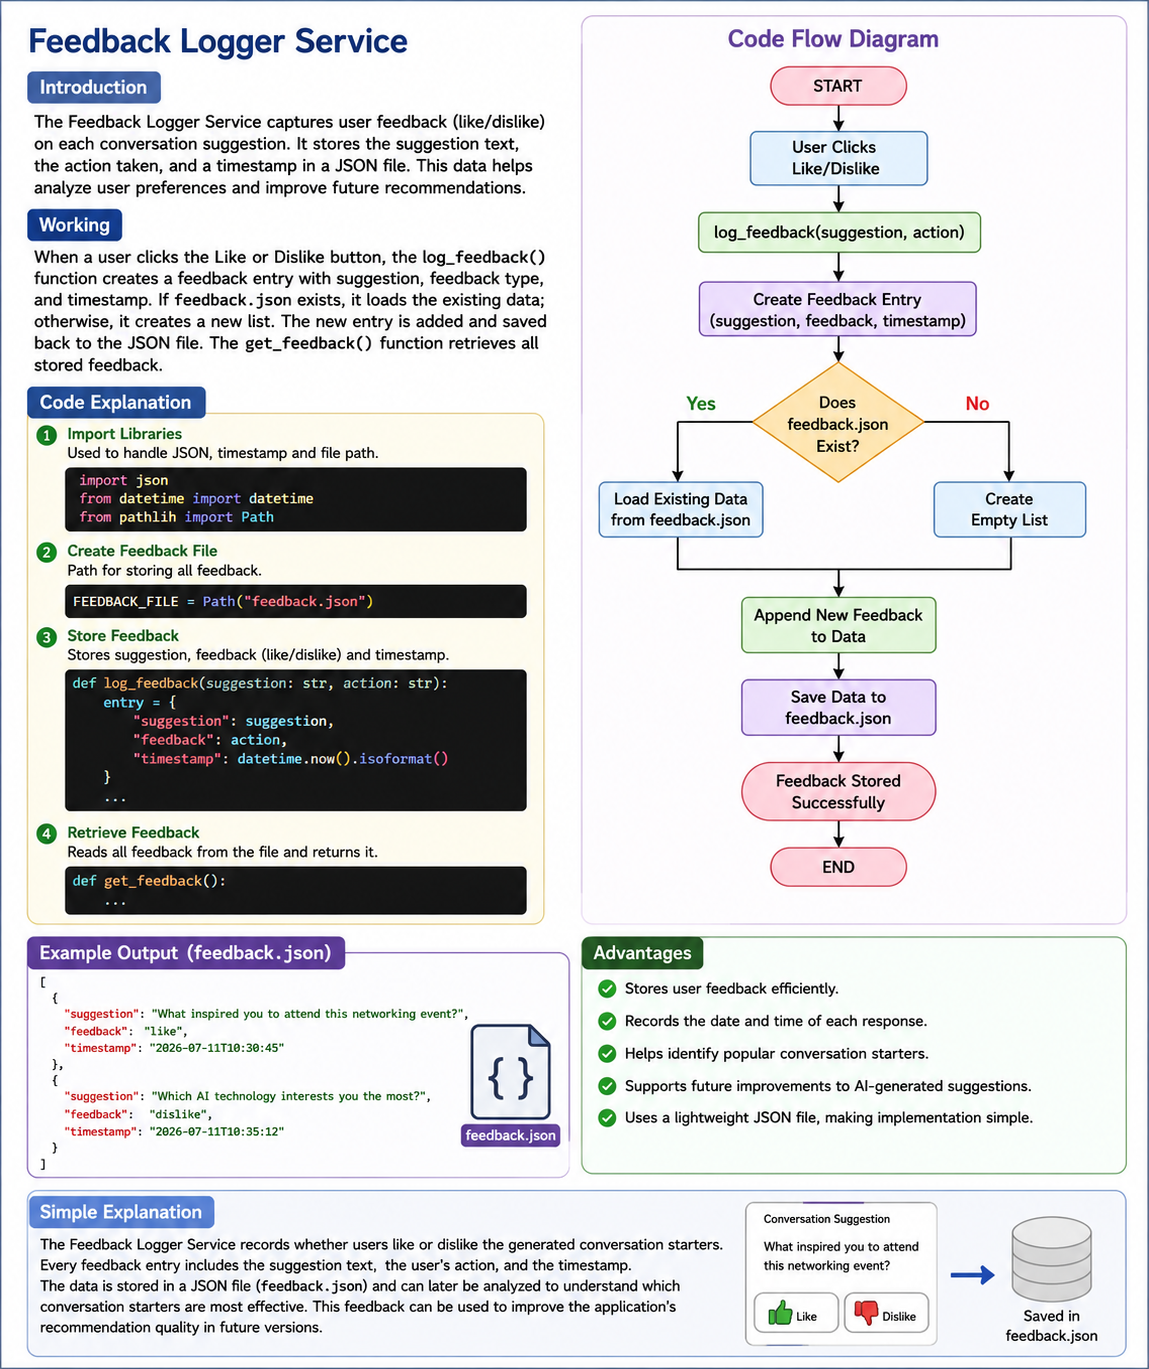 Feedback Logger Service
Introduction
The Feedback Logger Service captures user feedback (like/dislike)
on each conversation suggestion. It stores the suggestion text,
the action taken, and a timestamp in a JSON file. This data helps
analyze user preferences and improve future recommendations.
Working
When a user clicks the Like or Dislike button, the log_feedback()
function creates a feedback entry with suggestion, feedback type,
and timestamp. If feedback.json exists, it loads the existing data;
otherwise, it creates a new list. The new entry is added and saved
back to the JSON file. The get_feedback() function retrieves all
stored feedback.
Code Explanation
1 Import Libraries
Used to handle JSON, timestamp and file path.
import json
from datetime import datetime
from pathlih import Path
2 Create Feedback File
Path for storing all feedback.
FEEDBACK_FILE = Path("feedback.json")
3 Store Feedback
Stores suggestion, feedback (like/dislike) and timestamp.
def log_feedback(suggestion: str, action: str):
entry = {
"suggestion": suggestion,
"feedback": action,
"timestamp": datetime.now().isoformat()
}
...
4 Retrieve Feedback
Reads all feedback from the file and returns it.
def get_feedback():
...
Code Flow Diagram
START
User Clicks
Like/Dislike
log_feedback(suggestion, action)
Create Feedback Entry
(suggestion, feedback, timestamp)
Does
feedback.json
Exist?
Yes
No
Load Existing Data
from feedback.json
Create
Empty List
Append New Feedback
to Data
Save Data to
feedback.json
Feedback Stored
Successfully
END
Example Output (feedback.json)
[
{
"suggestion": "What inspired you to attend this networking event?",
"feedback": "like",
"timestamp": "2026-07-11T10:30:45"
},
{
"suggestion": "Which AI technology interests you the most?",
"feedback": "dislike",
"timestamp": "2026-07-11T10:35:12"
}
]
{ }
feedback.json
Advantages
Stores user feedback efficiently.
Records the date and time of each response.
Helps identify popular conversation starters.
Supports future improvements to AI-generated suggestions.
Uses a lightweight JSON file, making implementation simple.
Simple Explanation
The Feedback Logger Service records whether users like or dislike the generated conversation starters.
Every feedback entry includes the suggestion text, the user's action, and the timestamp.
The data is stored in a JSON file (feedback.json) and can later be analyzed to understand which
conversation starters are most effective. This feedback can be used to improve the application's
recommendation quality in future versions.
Conversation Suggestion
What inspired you to attend
this networking event?
Like
Dislike
Saved in
feedback.json